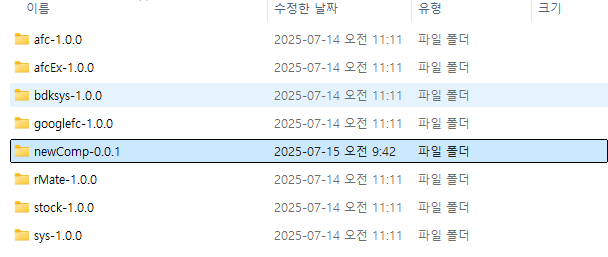 이름 수정한 날짜 유형 크기
afc-1.0.0 2025-07-14 오전 11:11 파일 폴더
afcEx-1.0.0 2025-07-14 오전 11:11 파일 폴더
bdksys-1.0.0 2025-07-14 오전 11:11 파일 폴더
googlefc-1.0.0 2025-07-14 오전 11:11 파일 폴더
newComp-0.0.1 2025-07-15 오전 9:42 파일 폴더
rMate-1.0.0 2025-07-14 오전 11:11 파일 폴더
stock-1.0.0 2025-07-14 오전 11:11 파일 폴더
sys-1.0.0 2025-07-14 오전 11:11 파일 폴더